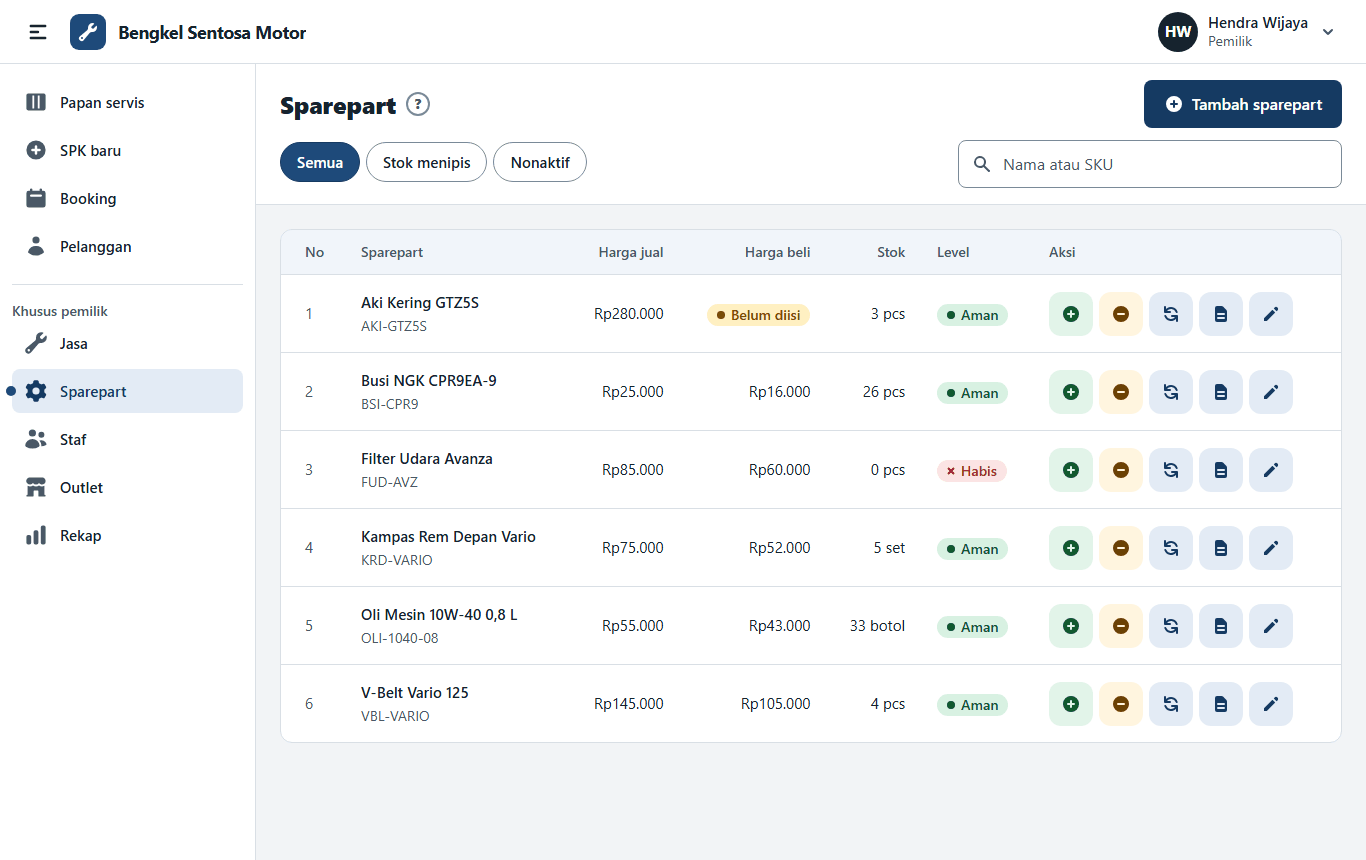 Bengkel Sentosa Motor
HW
Hendra Wijaya
Pemilik
Papan servis
SPK baru
Booking
Pelanggan
Khusus pemilik
Jasa
Sparepart
Staf
Outlet
Rekap
Sparepart ?
Tambah sparepart
Semua Stok menipis Nonaktif
Nama atau SKU
No Sparepart Harga jual Harga beli Stok Level Aksi
1 Aki Kering GTZ5S Rp280.000 Belum diisi 3 pcs Aman
AKI-GTZ5S
2 Busi NGK CPR9EA-9 Rp25.000 Rp16.000 26 pcs Aman
BSI-CPR9
3 Filter Udara Avanza Rp85.000 Rp60.000 0 pcs Habis
FUD-AVZ
4 Kampas Rem Depan Vario Rp75.000 Rp52.000 5 set Aman
KRD-VARIO
5 Oli Mesin 10W-40 0,8 L Rp55.000 Rp43.000 33 botol Aman
OLI-1040-08
6 V-Belt Vario 125 Rp145.000 Rp105.000 4 pcs Aman
VBL-VARIO